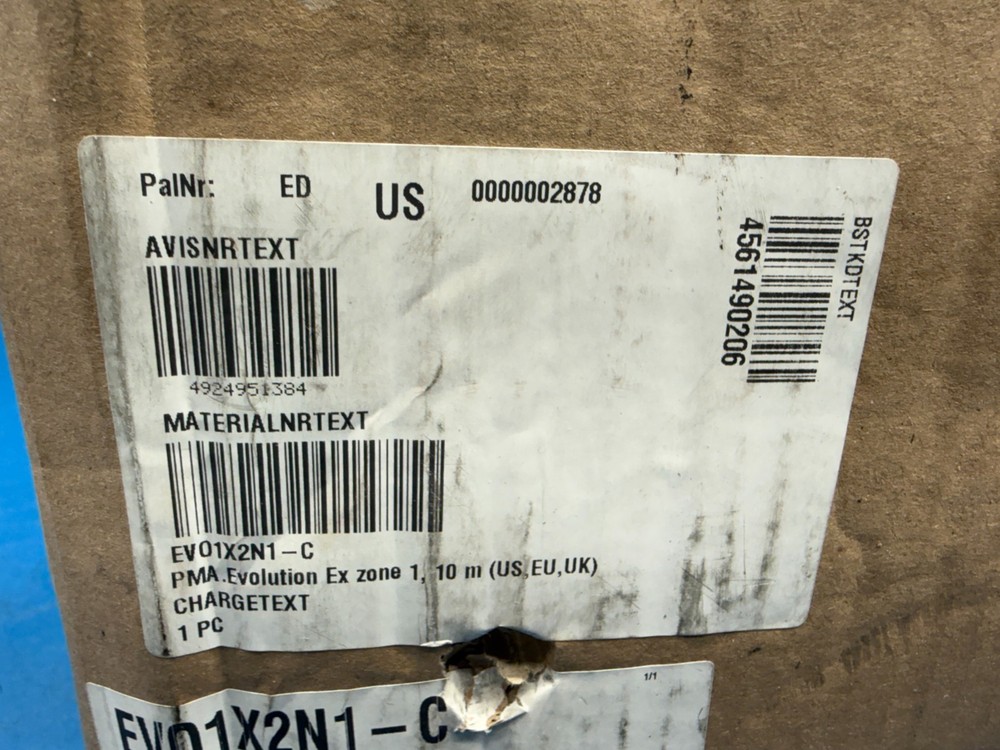 PalNr: ED US 0000002878
AVISNRTEXT
4924951384
BSTKDTEXT
4561490206
MATERIALNRTEXT
EVO1X2N1-C
PMA.Evolution Ex zone 1, 10 m (US,EU,UK)
CHARGETEXT
1 PC
1/1
EVO1X2N1-C